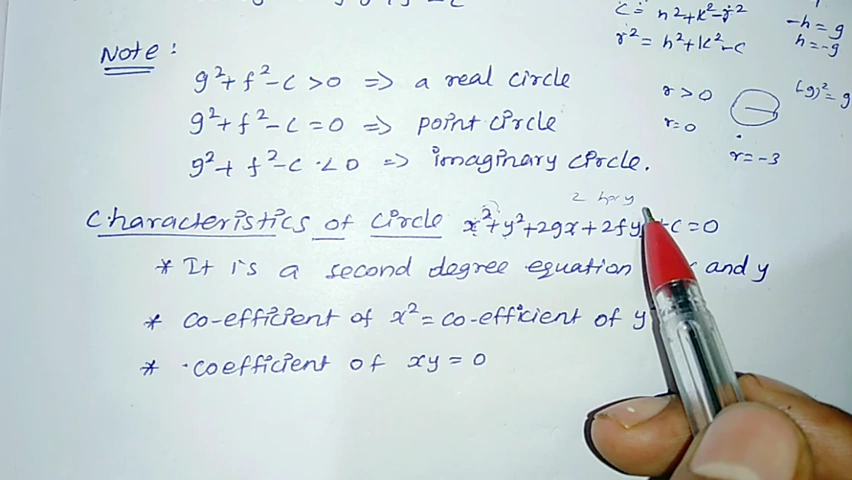 c = h²+k²-r²
r² = h²+k²-c
-h = g
h = -g
Note :
g²+f²-c>0 => a real circle
g²+f²-c=0 => point circle
g²+f²-c<0 => imaginary circle.
r>0
r=0
r=-3
(-g)²= g
2hxy
Characteristics of circle x²+y²+2gx+2fy+c=0
* It is a second degree equation and y
* co-efficient of x² = co-efficient of y
* coefficient of xy = 0